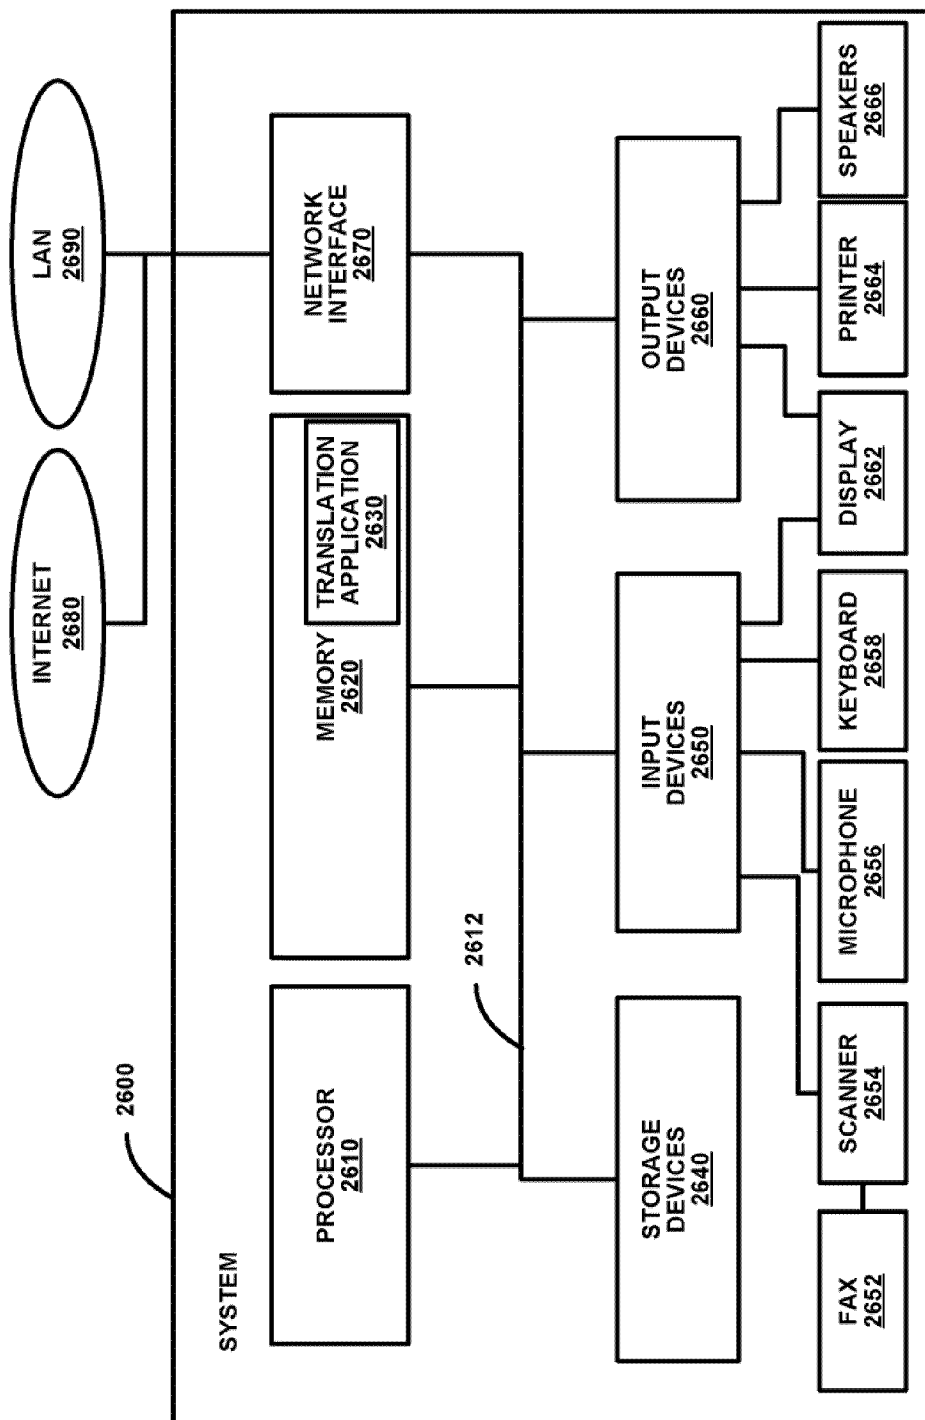 INTERNET
2680
LAN
2690
2600
SYSTEM
PROCESSOR
2610
MEMORY
2620
TRANSLATION
APPLICATION
2630
NETWORK
INTERFACE
2670
2612
STORAGE
DEVICES
2640
INPUT
DEVICES
2650
OUTPUT
DEVICES
2660
FAX
2652
SCANNER
2654
MICROPHONE
2656
KEYBOARD
2658
DISPLAY
2662
PRINTER
2664
SPEAKERS
2666